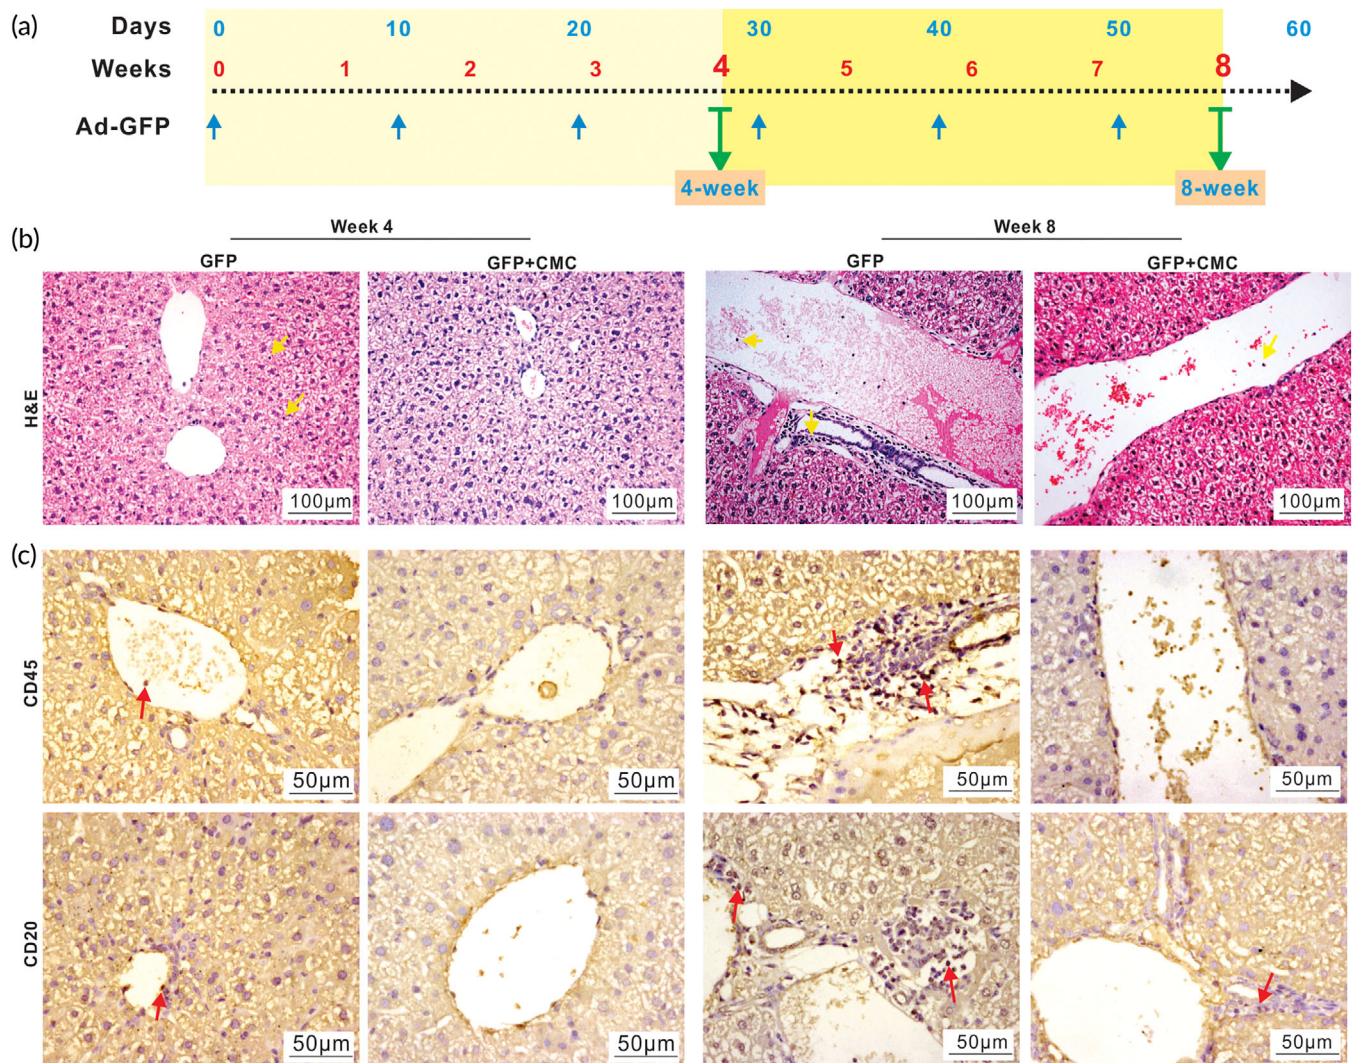 (a)
Days 0 10 20 30 40 50 60
Weeks 0 1 2 3 4 5 6 7 8
Ad-GFP
4-week 8-week
(b)
Week 4 Week 8
GFP GFP+CMC GFP GFP+CMC
H&E
100μm 100μm 100μm 100μm
(c)
CD45
50μm 50μm 50μm 50μm
CD20
50μm 50μm 50μm 50μm